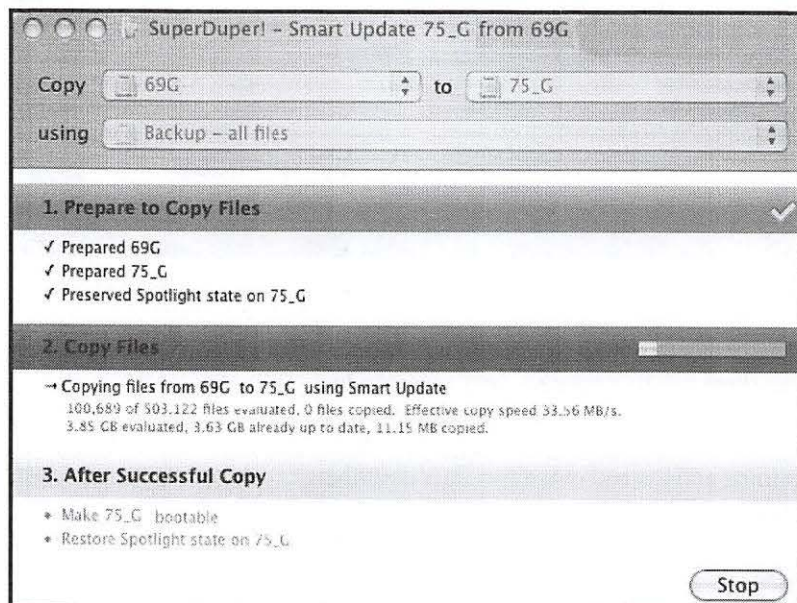 SuperDuper! – Smart Update 75_G from 69G
Copy 69G to 75_G
using Backup – all files
1. Prepare to Copy Files
✓ Prepared 69G
✓ Prepared 75_G
✓ Preserved Spotlight state on 75_G
2. Copy Files
→ Copying files from 69G to 75_G using Smart Update
100,689 of 503,122 files evaluated, 0 files copied. Effective copy speed 33.56 MB/s.
3.85 GB evaluated, 3.63 GB already up to date, 11.15 MB copied.
3. After Successful Copy
• Make 75_G bootable
• Restore Spotlight state on 75_G
Stop